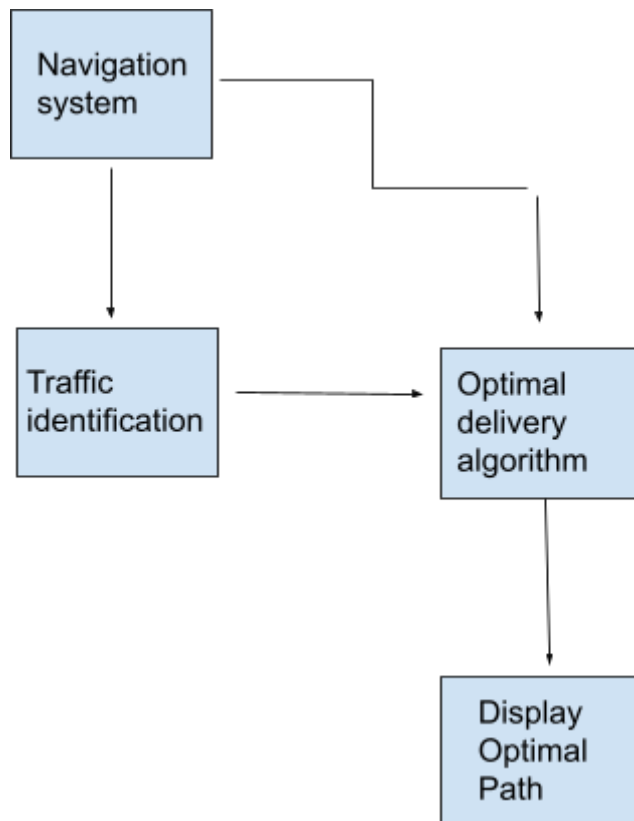 Navigation
system
Traffic
identification
Optimal
delivery
algorithm
Display
Optimal
Path